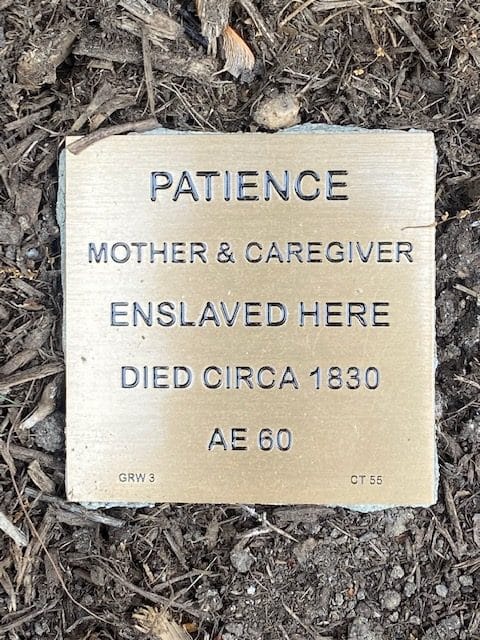 PATIENCE
MOTHER & CAREGIVER
ENSLAVED HERE
DIED CIRCA 1830
AE 60
GRW 3 CT 55